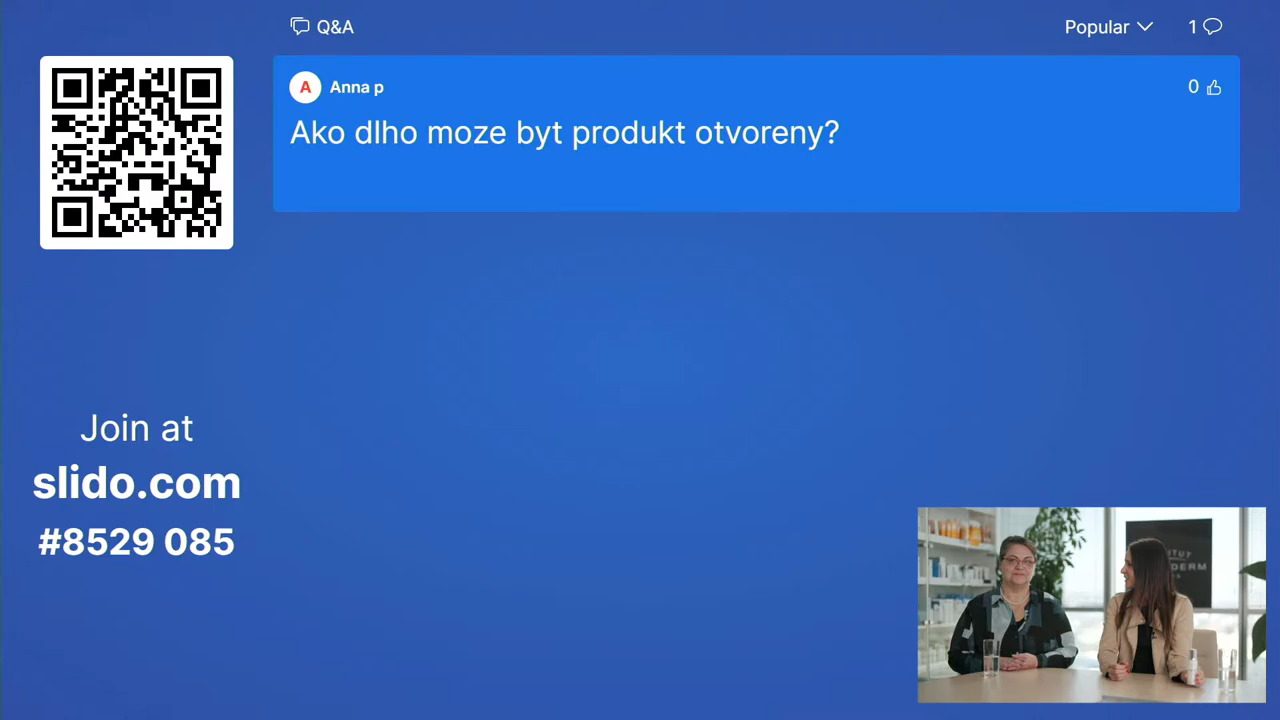 Q&A
Popular
1
A
Anna p
0
Ako dlho moze byt produkt otvoreny?
Join at
slido.com
#8529 085